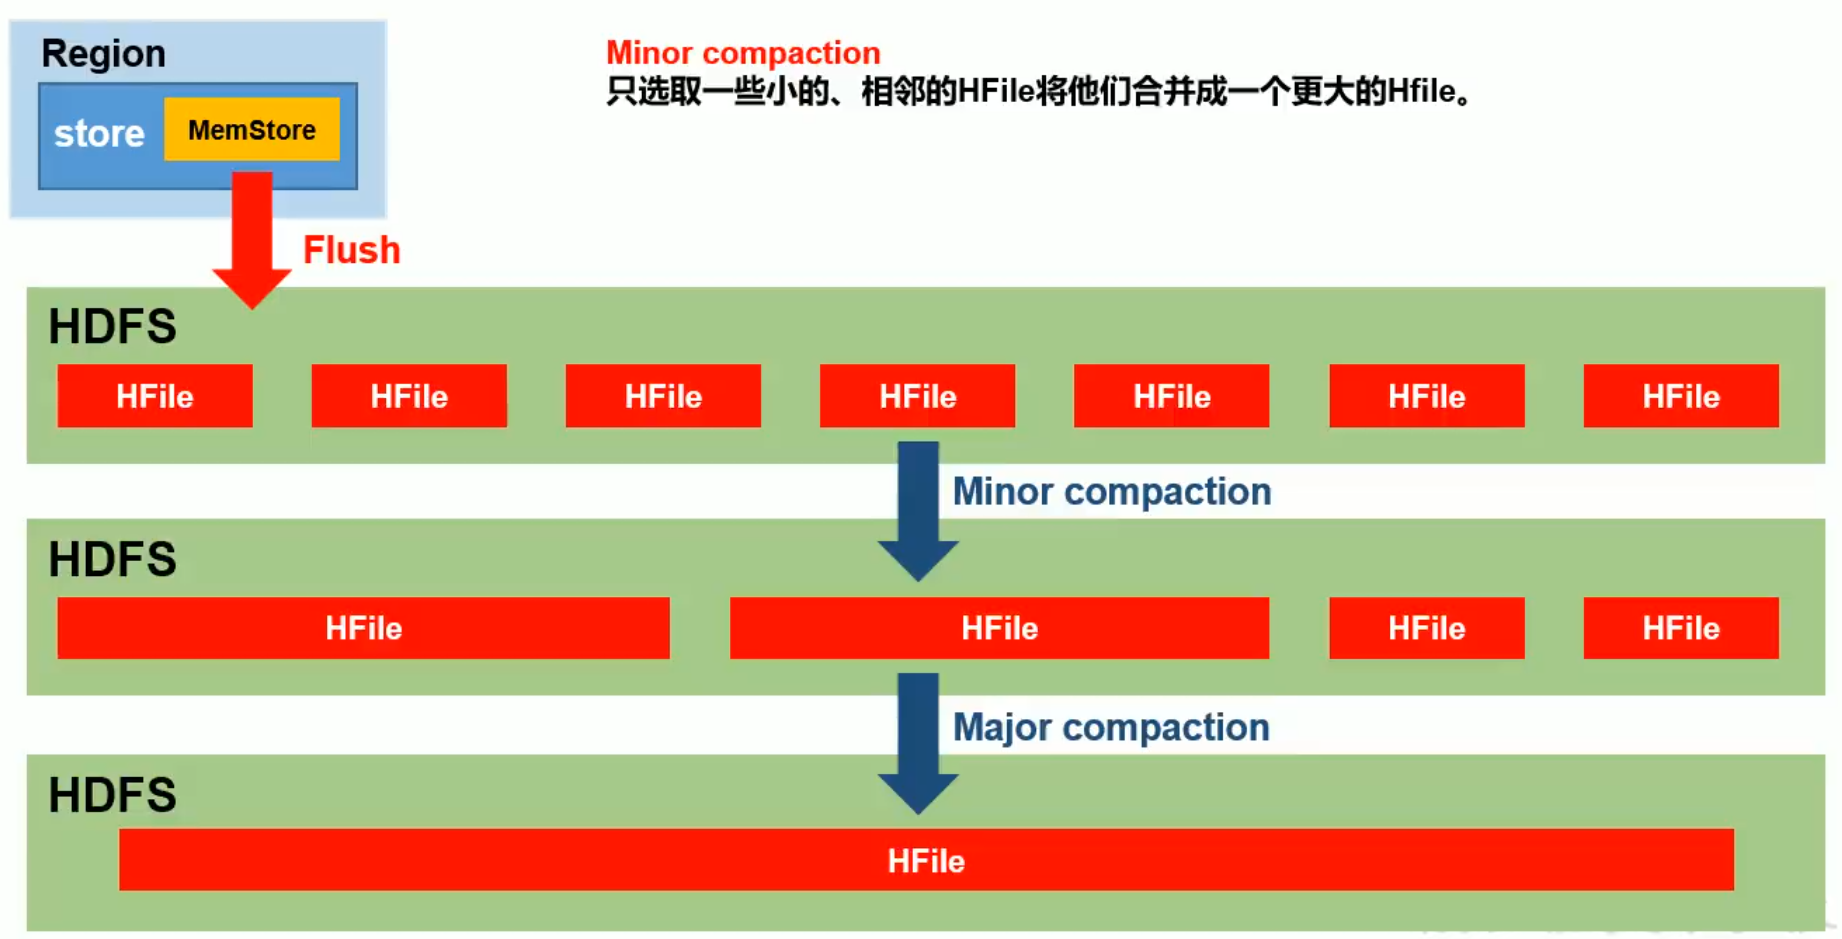 Region
store
MemStore
Minor compaction
只选取一些小的、相邻的HFile将他们合并成一个更大的Hfile。
Flush
HDFS
HFile HFile HFile HFile HFile HFile HFile
Minor compaction
HDFS
HFile HFile HFile HFile
Major compaction
HDFS
HFile